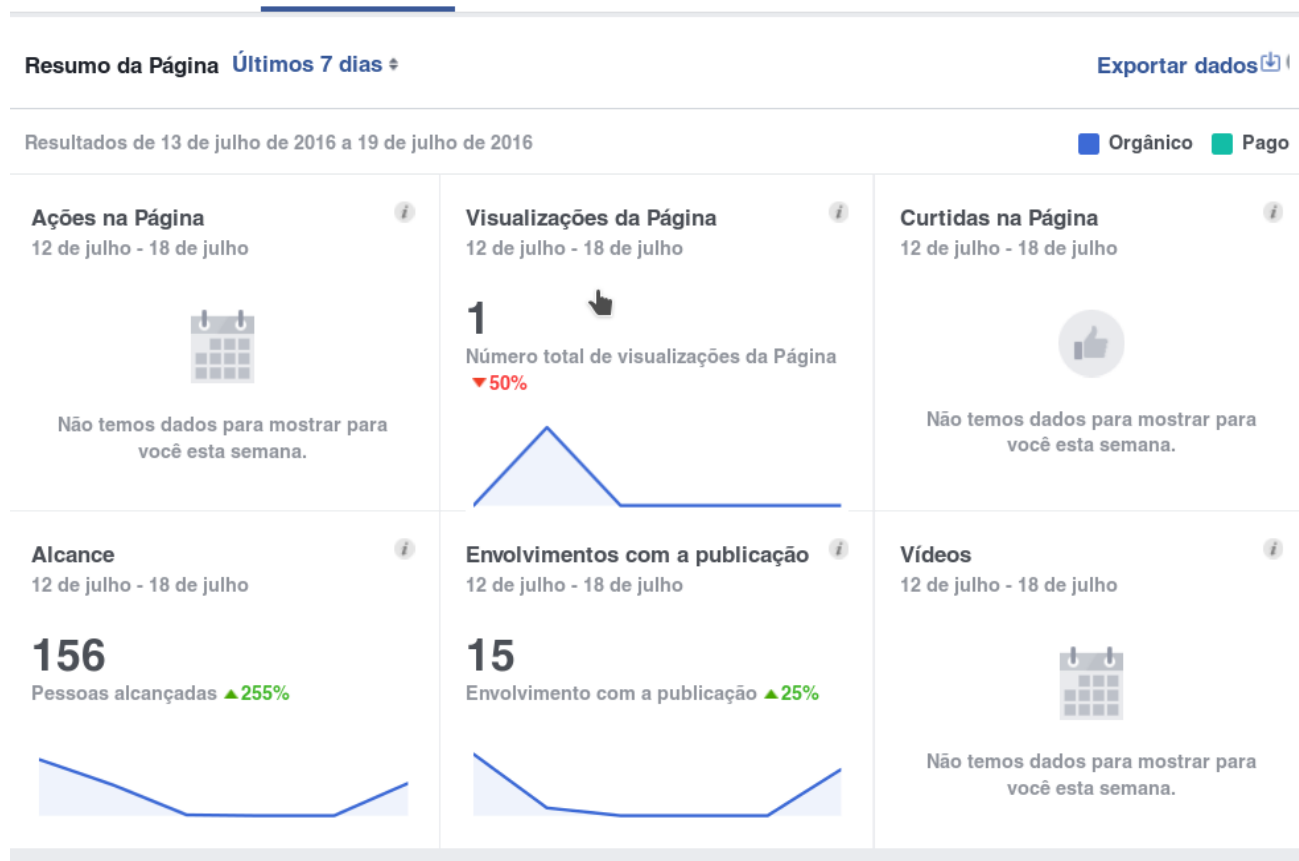 Resumo da Página Últimos 7 dias
Exportar dados
Resultados de 13 de julho de 2016 a 19 de julho de 2016
Orgânico Pago
Ações na Página
12 de julho - 18 de julho
Não temos dados para mostrar para
você esta semana.
Visualizações da Página
12 de julho - 18 de julho
1
Número total de visualizações da Página
50%
Curtidas na Página
12 de julho - 18 de julho
Não temos dados para mostrar para
você esta semana.
Alcance
12 de julho - 18 de julho
156
Pessoas alcançadas 255%
Envolvimentos com a publicação
12 de julho - 18 de julho
15
Envolvimento com a publicação 25%
Vídeos
12 de julho - 18 de julho
Não temos dados para mostrar para
você esta semana.